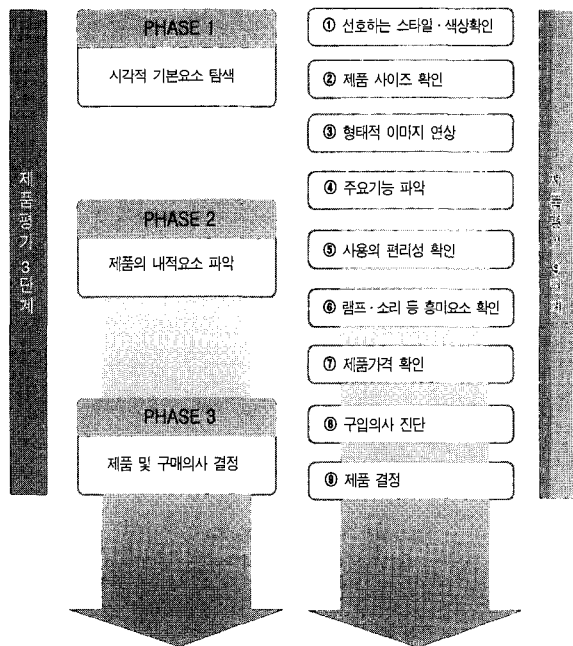 제품평가 3단계
PHASE 1
시각적 기본요소 탐색
PHASE 2
제품의 내적요소 파악
PHASE 3
제품 및 구매의사 결정
① 선호하는 스타일·색상확인
② 제품 사이즈 확인
③ 형태적 이미지 연상
④ 주요기능 파악
⑤ 사용의 편리성 확인
⑥ 램프·소리 등 흥미요소 확인
⑦ 제품가격 확인
⑧ 구입의사 진단
⑨ 제품 결정